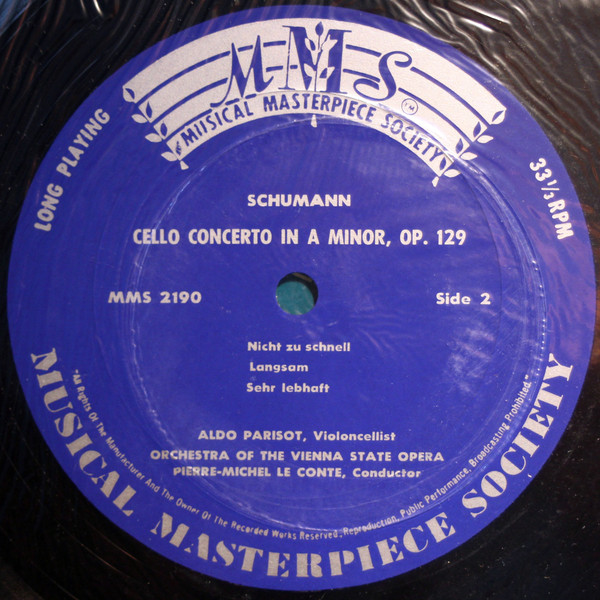 MMS
TM
MUSICAL MASTERPIECE SOCIETY
LONG PLAYING
33 1/3 RPM
SCHUMANN
CELLO CONCERTO IN A MINOR, OP. 129
MMS 2190
Side 2
Nicht zu schnell
Langsam
Sehr lebhaft
ALDO PARISOT, Violoncellist
ORCHESTRA OF THE VIENNA STATE OPERA
PIERRE-MICHEL LE CONTE, Conductor
"All Rights Of The Manufacturer And The Owner Of The Recorded Works Reserved. Reproduction, Public Performance, Broadcasting Prohibited."
MUSICAL MASTERPIECE SOCIETY